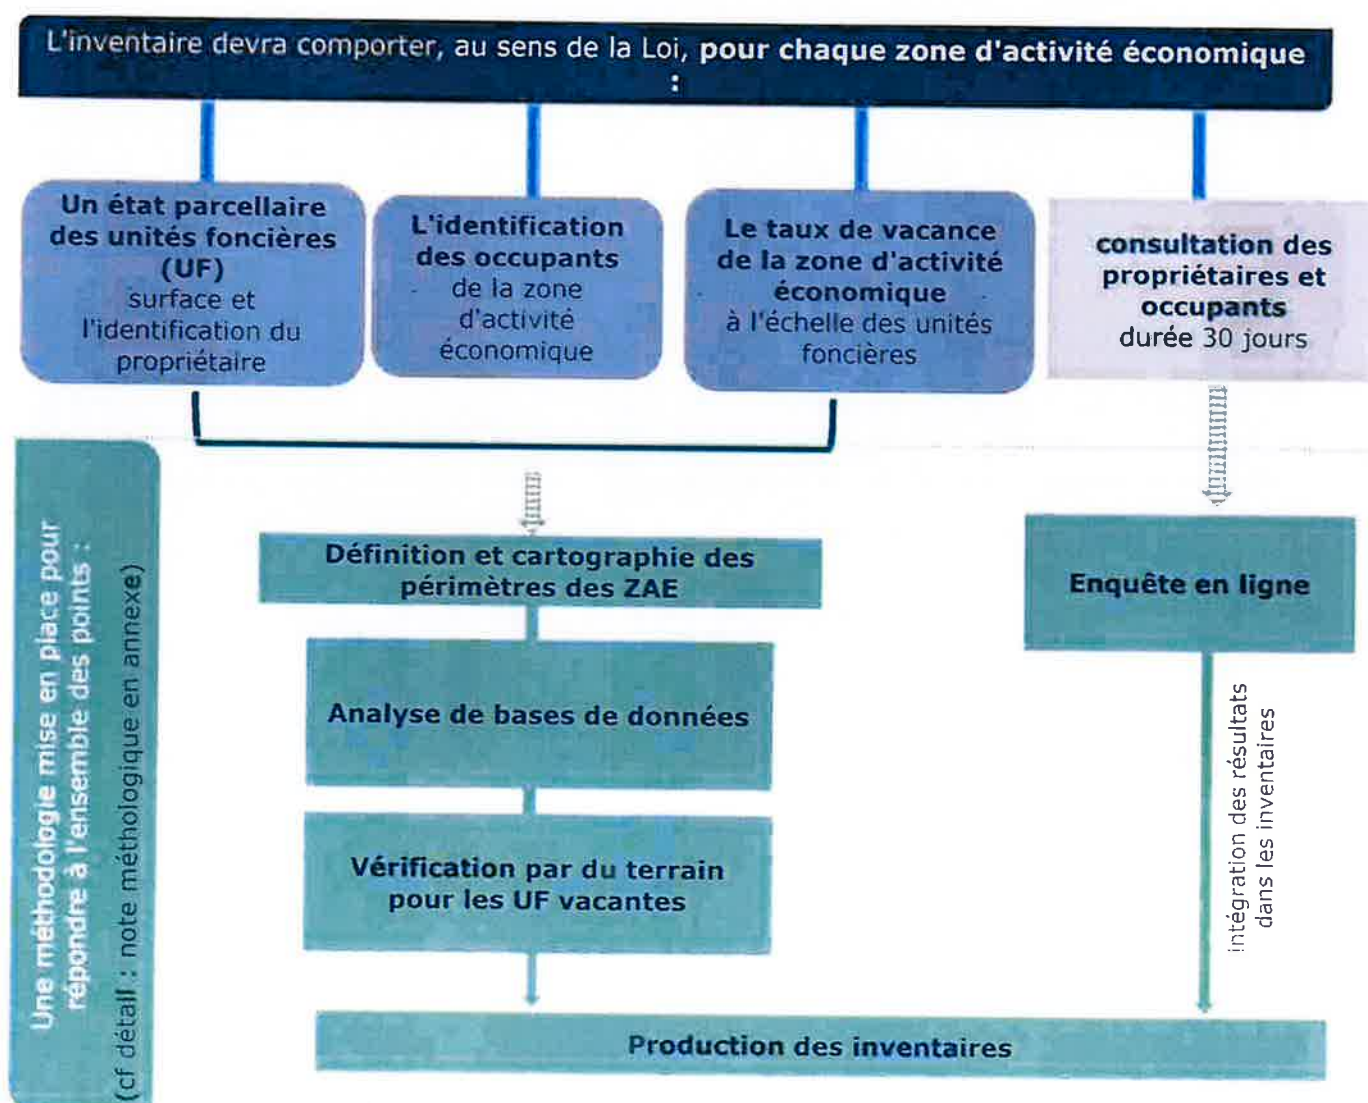 L'inventaire devra comporter, au sens de la Loi, pour chaque zone d'activité économique
:
Un état parcellaire
des unités foncières
(UF)
surface et
l'identification du
propriétaire
L'identification
des occupants
de la zone
d'activité
économique
Le taux de vacance
de la zone d'activité
économique
à l'échelle des unités
foncières
consultation des
propriétaires et
occupants
durée 30 jours
Une méthodologie mise en place pour
répondre à l'ensemble des points :
(cf détail : note méthologique en annexe)
Définition et cartographie des
périmètres des ZAE
Analyse de bases de données
Vérification par du terrain
pour les UF vacantes
Enquête en ligne
intégration des résultats
dans les inventaires
Production des inventaires